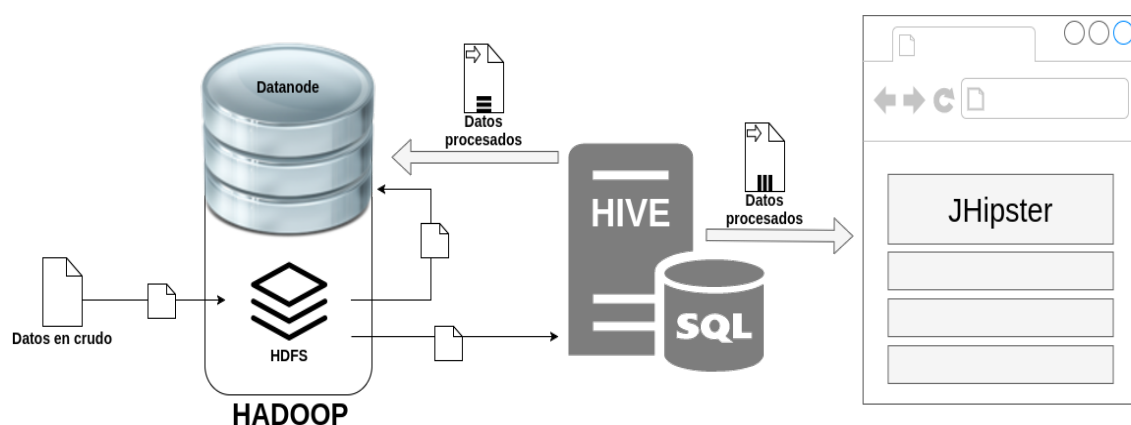 Datanode
Datos
procesados
Datos
procesados
HIVE
SQL
JHipster
Datos en crudo
HDFS
HADOOP